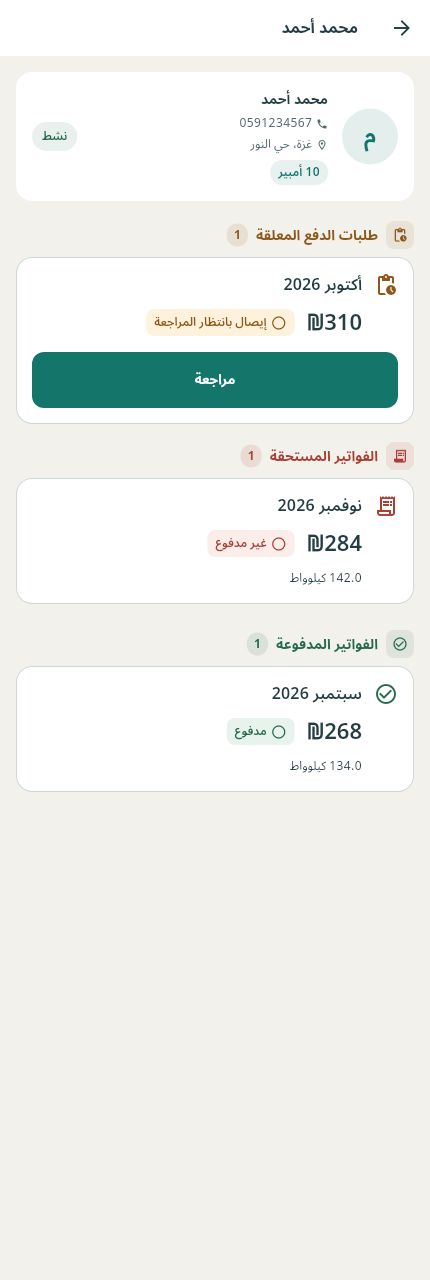 محمد أحمد
م
محمد أحمد
0591234567
غزة، حي النور
10 أمبير
نشط
طلبات الدفع المعلقة 1
أكتوبر 2026
₪310 إيصال بانتظار المراجعة
مراجعة
الفواتير المستحقة 1
نوفمبر 2026
₪284 غير مدفوع
142.0 كيلوواط
الفواتير المدفوعة 1
سبتمبر 2026
₪268 مدفوع
134.0 كيلوواط